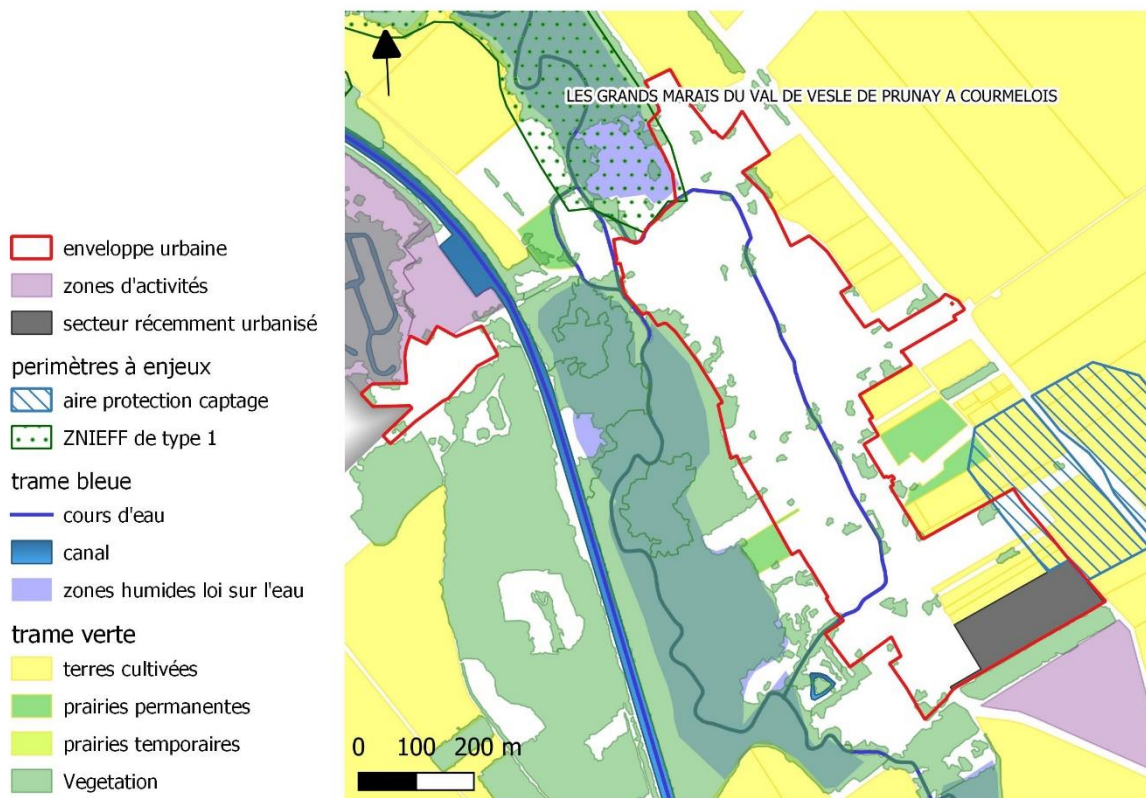 LES GRANDS MARAIS DU VAL DE VESLE DE PRUNAY A COURMELOIS
enveloppe urbaine
zones d'activités
secteur récemment urbanisé
perimètres à enjeux
aire protection captage
ZNIEFF de type 1
trame bleue
cours d'eau
canal
zones humides loi sur l'eau
trame verte
terres cultivées
prairies permanentes
prairies temporaires
Vegetation
0 100 200 m